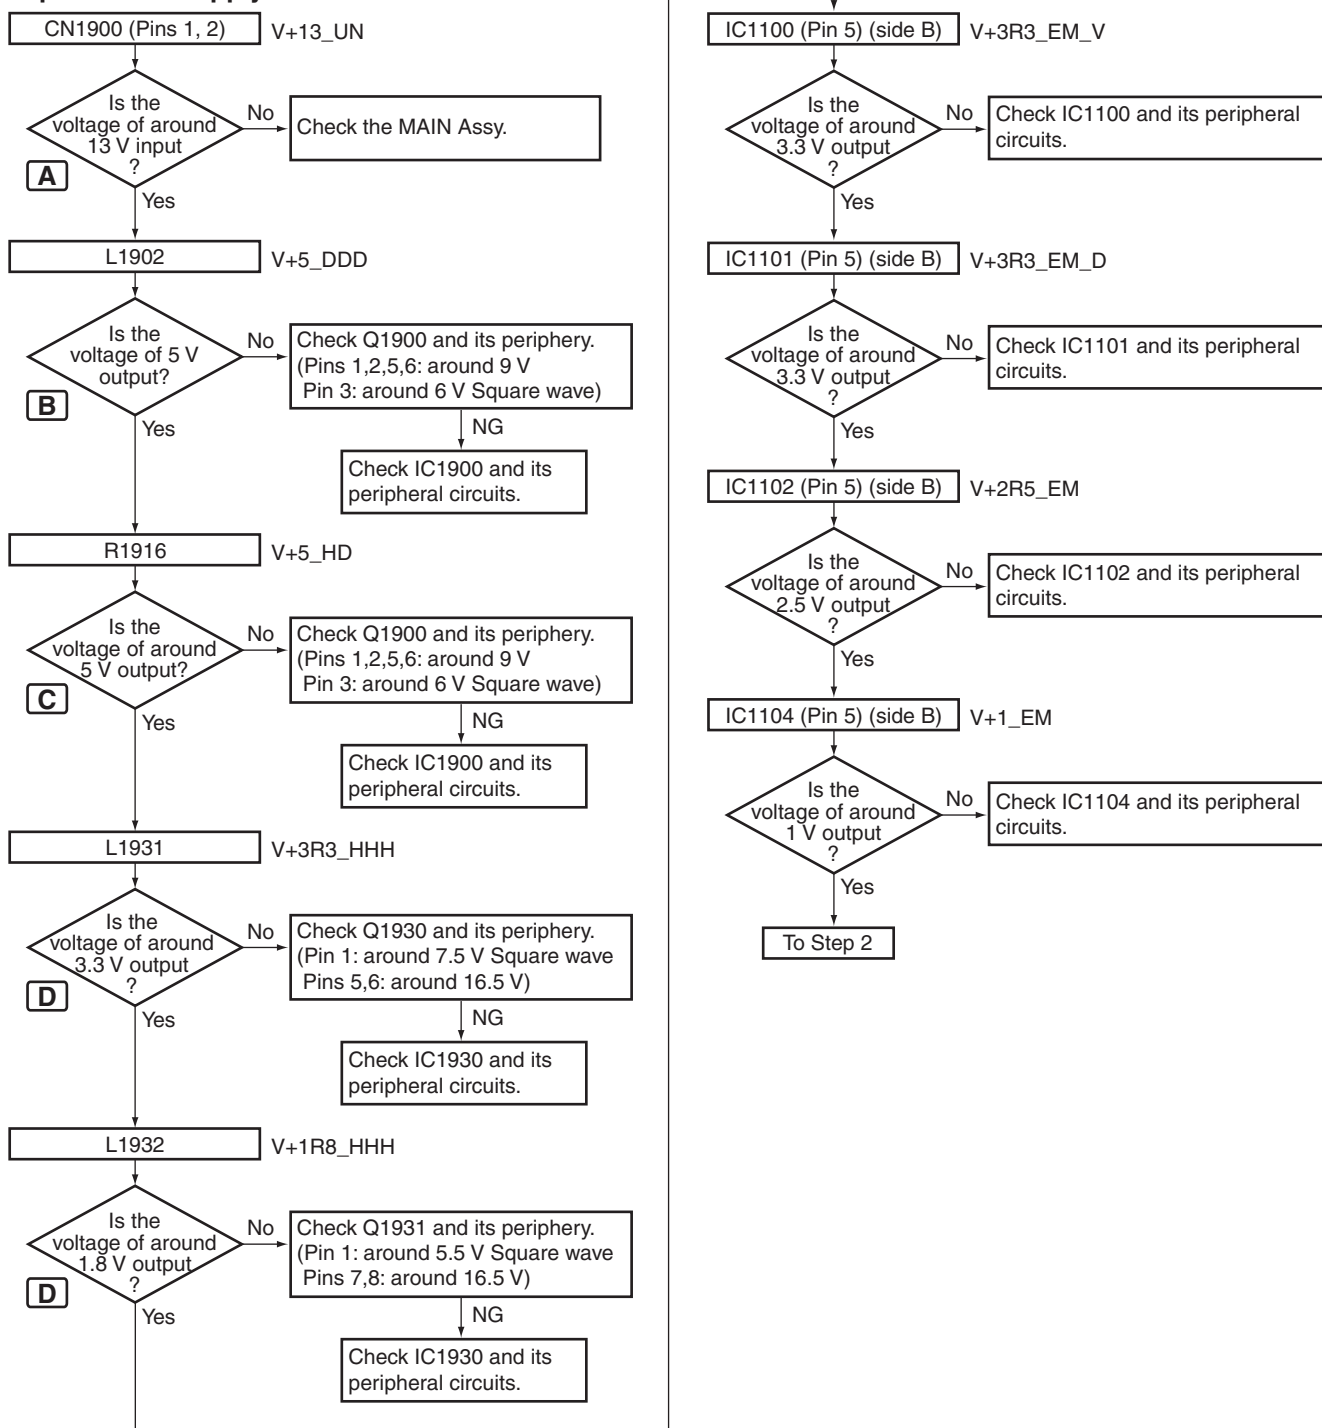 CN1900 (Pins 1, 2)
V+13_UN
Is the
voltage of around
13 V input
?
No
Check the MAIN Assy.
A
Yes
L1902
V+5_DDD
Is the
voltage of 5 V
output?
No
Check Q1900 and its periphery.
(Pins 1,2,5,6: around 9 V
Pin 3: around 6 V Square wave)
B
Yes
NG
Check IC1900 and its
peripheral circuits.
R1916
V+5_HD
Is the
voltage of around
5 V output?
No
Check Q1900 and its periphery.
(Pins 1,2,5,6: around 9 V
Pin 3: around 6 V Square wave)
C
Yes
NG
Check IC1900 and its
peripheral circuits.
L1931
V+3R3_HHH
Is the
voltage of around
3.3 V output
?
No
Check Q1930 and its periphery.
(Pin 1: around 7.5 V Square wave
Pins 5,6: around 16.5 V)
D
Yes
NG
Check IC1930 and its
peripheral circuits.
L1932
V+1R8_HHH
Is the
voltage of around
1.8 V output
?
No
Check Q1931 and its periphery.
(Pin 1: around 5.5 V Square wave
Pins 7,8: around 16.5 V)
D
Yes
NG
Check IC1930 and its
peripheral circuits.
IC1100 (Pin 5) (side B)
V+3R3_EM_V
Is the
voltage of around
3.3 V output
?
No
Check IC1100 and its peripheral
circuits.
Yes
IC1101 (Pin 5) (side B)
V+3R3_EM_D
Is the
voltage of around
3.3 V output
?
No
Check IC1101 and its peripheral
circuits.
Yes
IC1102 (Pin 5) (side B)
V+2R5_EM
Is the
voltage of around
2.5 V output
?
No
Check IC1102 and its peripheral
circuits.
Yes
IC1104 (Pin 5) (side B)
V+1_EM
Is the
voltage of around
1 V output
?
No
Check IC1104 and its peripheral
circuits.
Yes
To Step 2